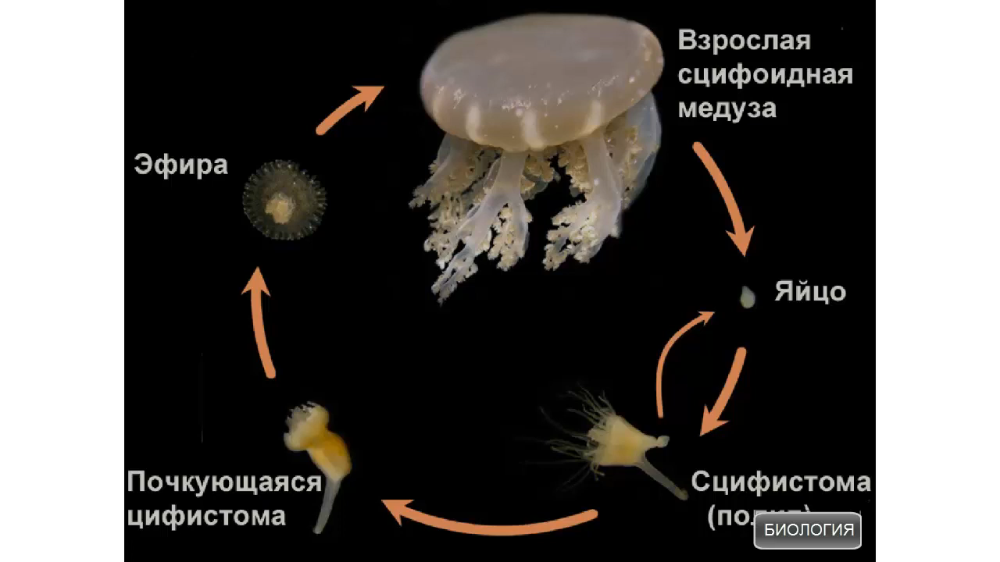 Взрослая
сцифоидная
медуза
Эфира
Яйцо
Почкующаяся
цифистома
Сцифистома
БИОЛОГИЯ